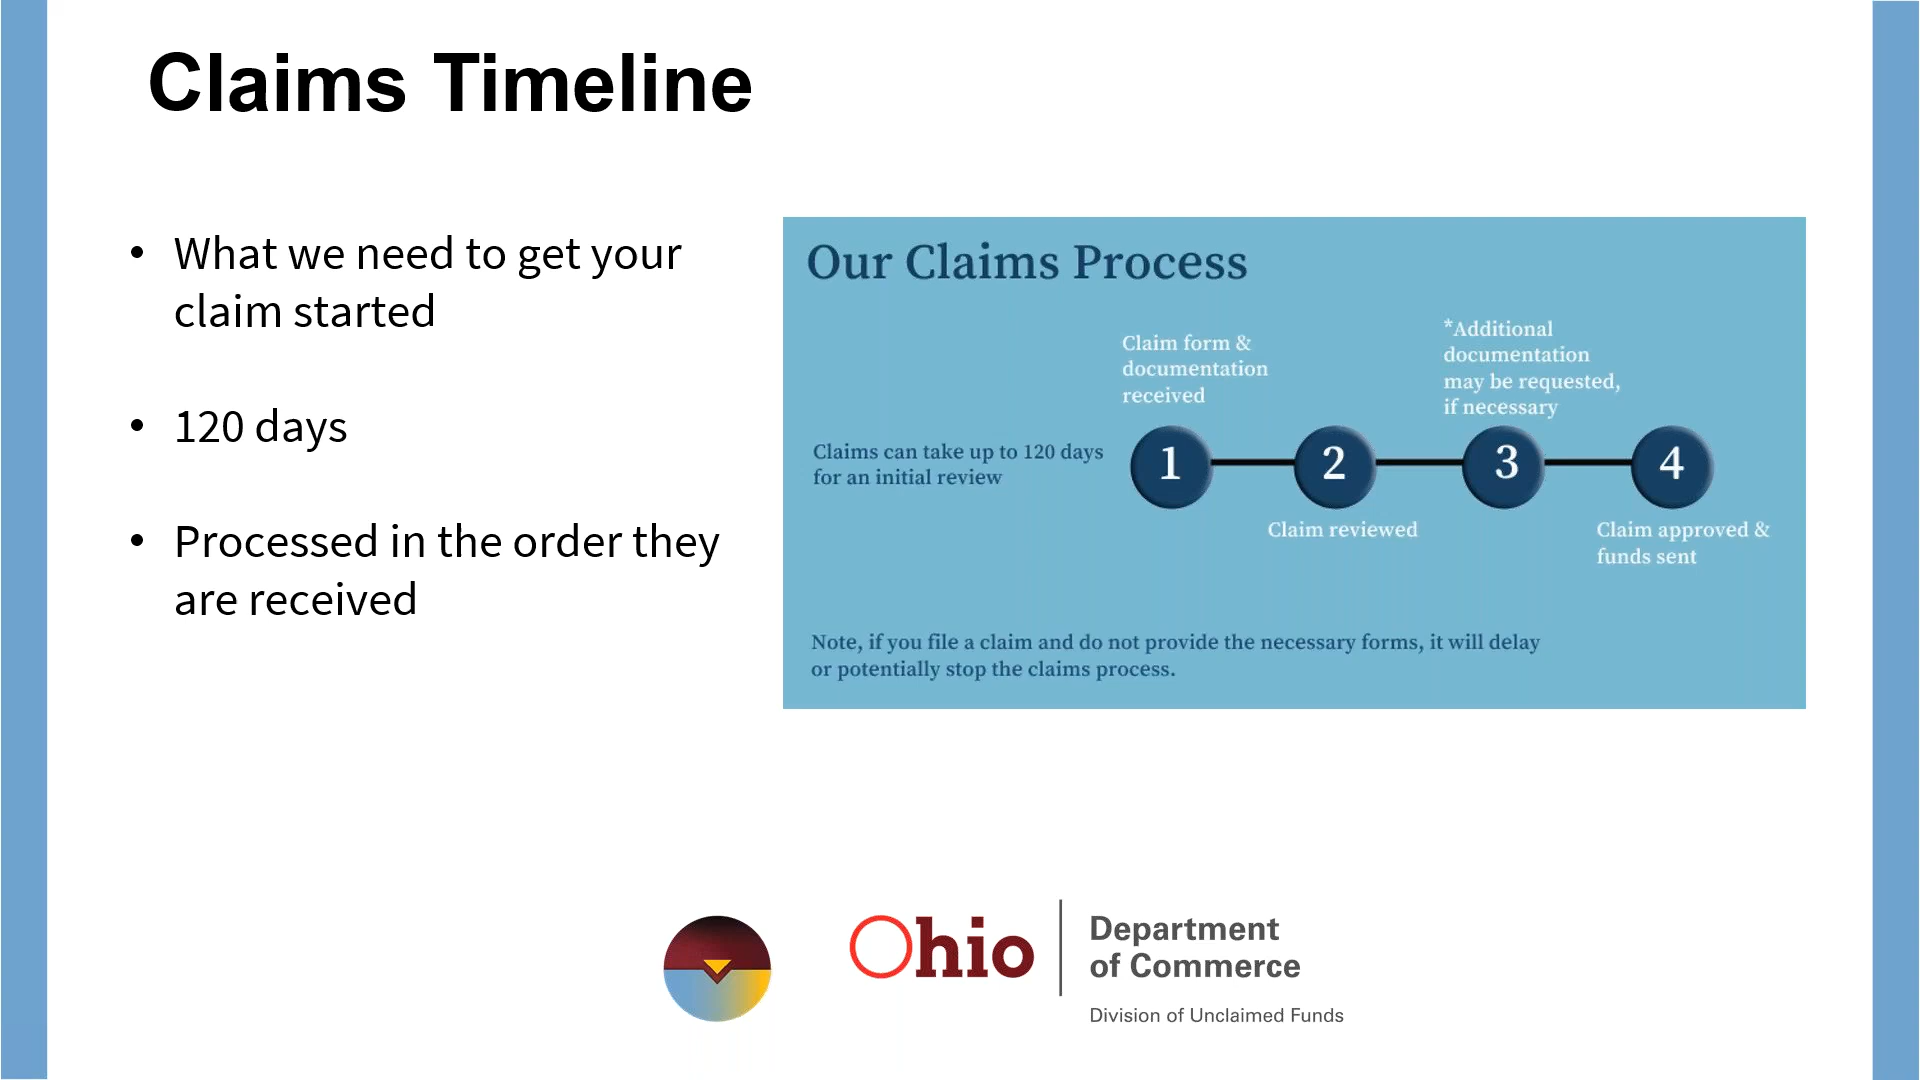 Claims Timeline
• What we need to get your
claim started
• 120 days
• Processed in the order they
are received
Our Claims Process
Claims can take up to 120 days
for an initial review
Claim form &
documentation
received
1
2
Claim reviewed
*Additional
documentation
may be requested,
if necessary
3
4
Claim approved &
funds sent
Note, if you file a claim and do not provide the necessary forms, it will delay
or potentially stop the claims process.
Ohio
Department
of Commerce
Division of Unclaimed Funds